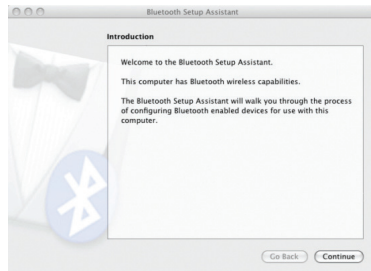 Bluetooth Setup Assistant
Introduction
Welcome to the Bluetooth Setup Assistant.
This computer has Bluetooth wireless capabilities.
The Bluetooth Setup Assistant will walk you through the process
of configuring Bluetooth enabled devices for use with this
computer.
Go Back
Continue